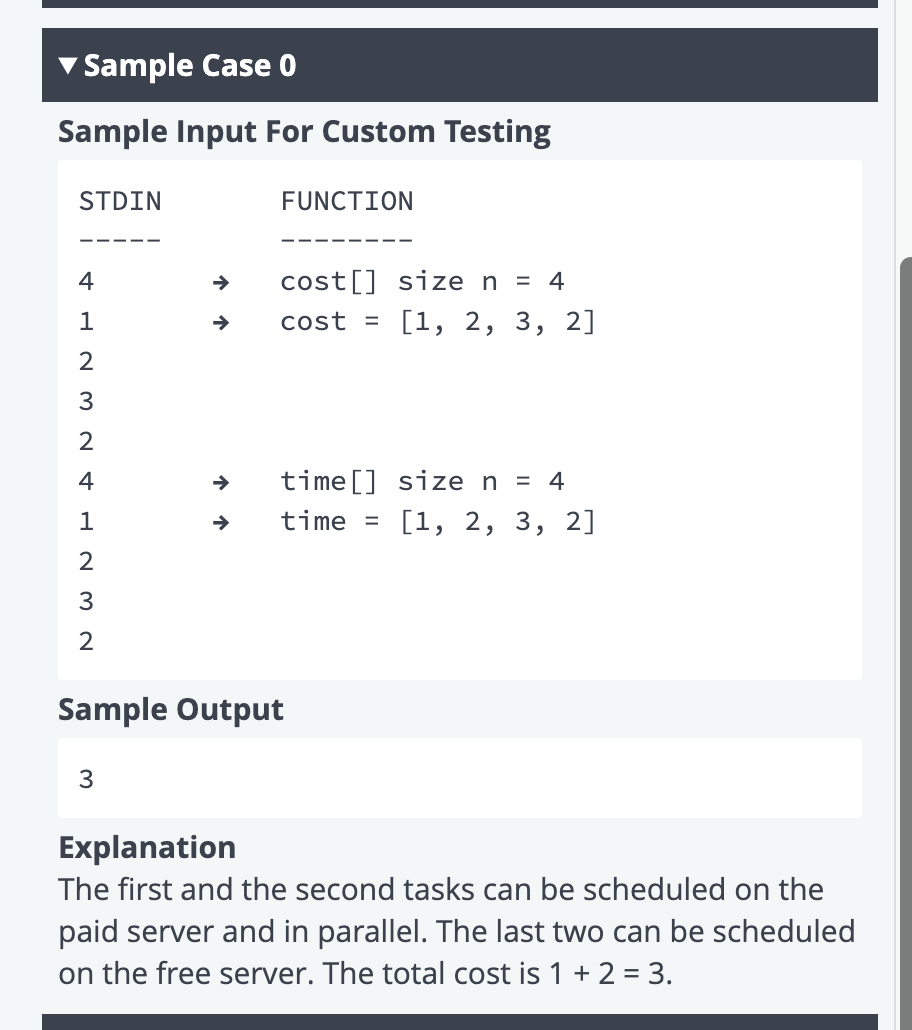 ▼ Sample Case 0
Sample Input For Custom Testing
STDIN FUNCTION
----- --------
4 → cost[] size n = 4
1 → cost = [1, 2, 3, 2]
2
3
2
4 → time[] size n = 4
1 → time = [1, 2, 3, 2]
2
3
2
Sample Output
3
Explanation
The first and the second tasks can be scheduled on the
paid server and in parallel. The last two can be scheduled
on the free server. The total cost is 1 + 2 = 3.